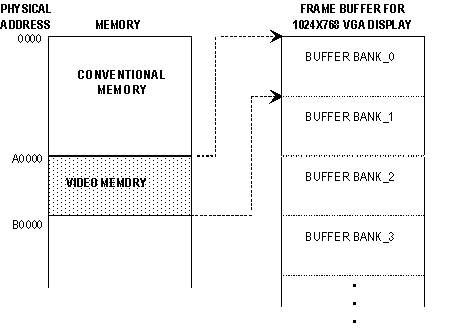 PHYSICAL
ADDRESS
MEMORY
FRAME BUFFER FOR
1024X768 VGA DISPLAY
0000
CONVENTIONAL
MEMORY
A0000
VIDEO MEMORY
B0000
BUFFER BANK_0
BUFFER BANK_1
BUFFER BANK_2
BUFFER BANK_3